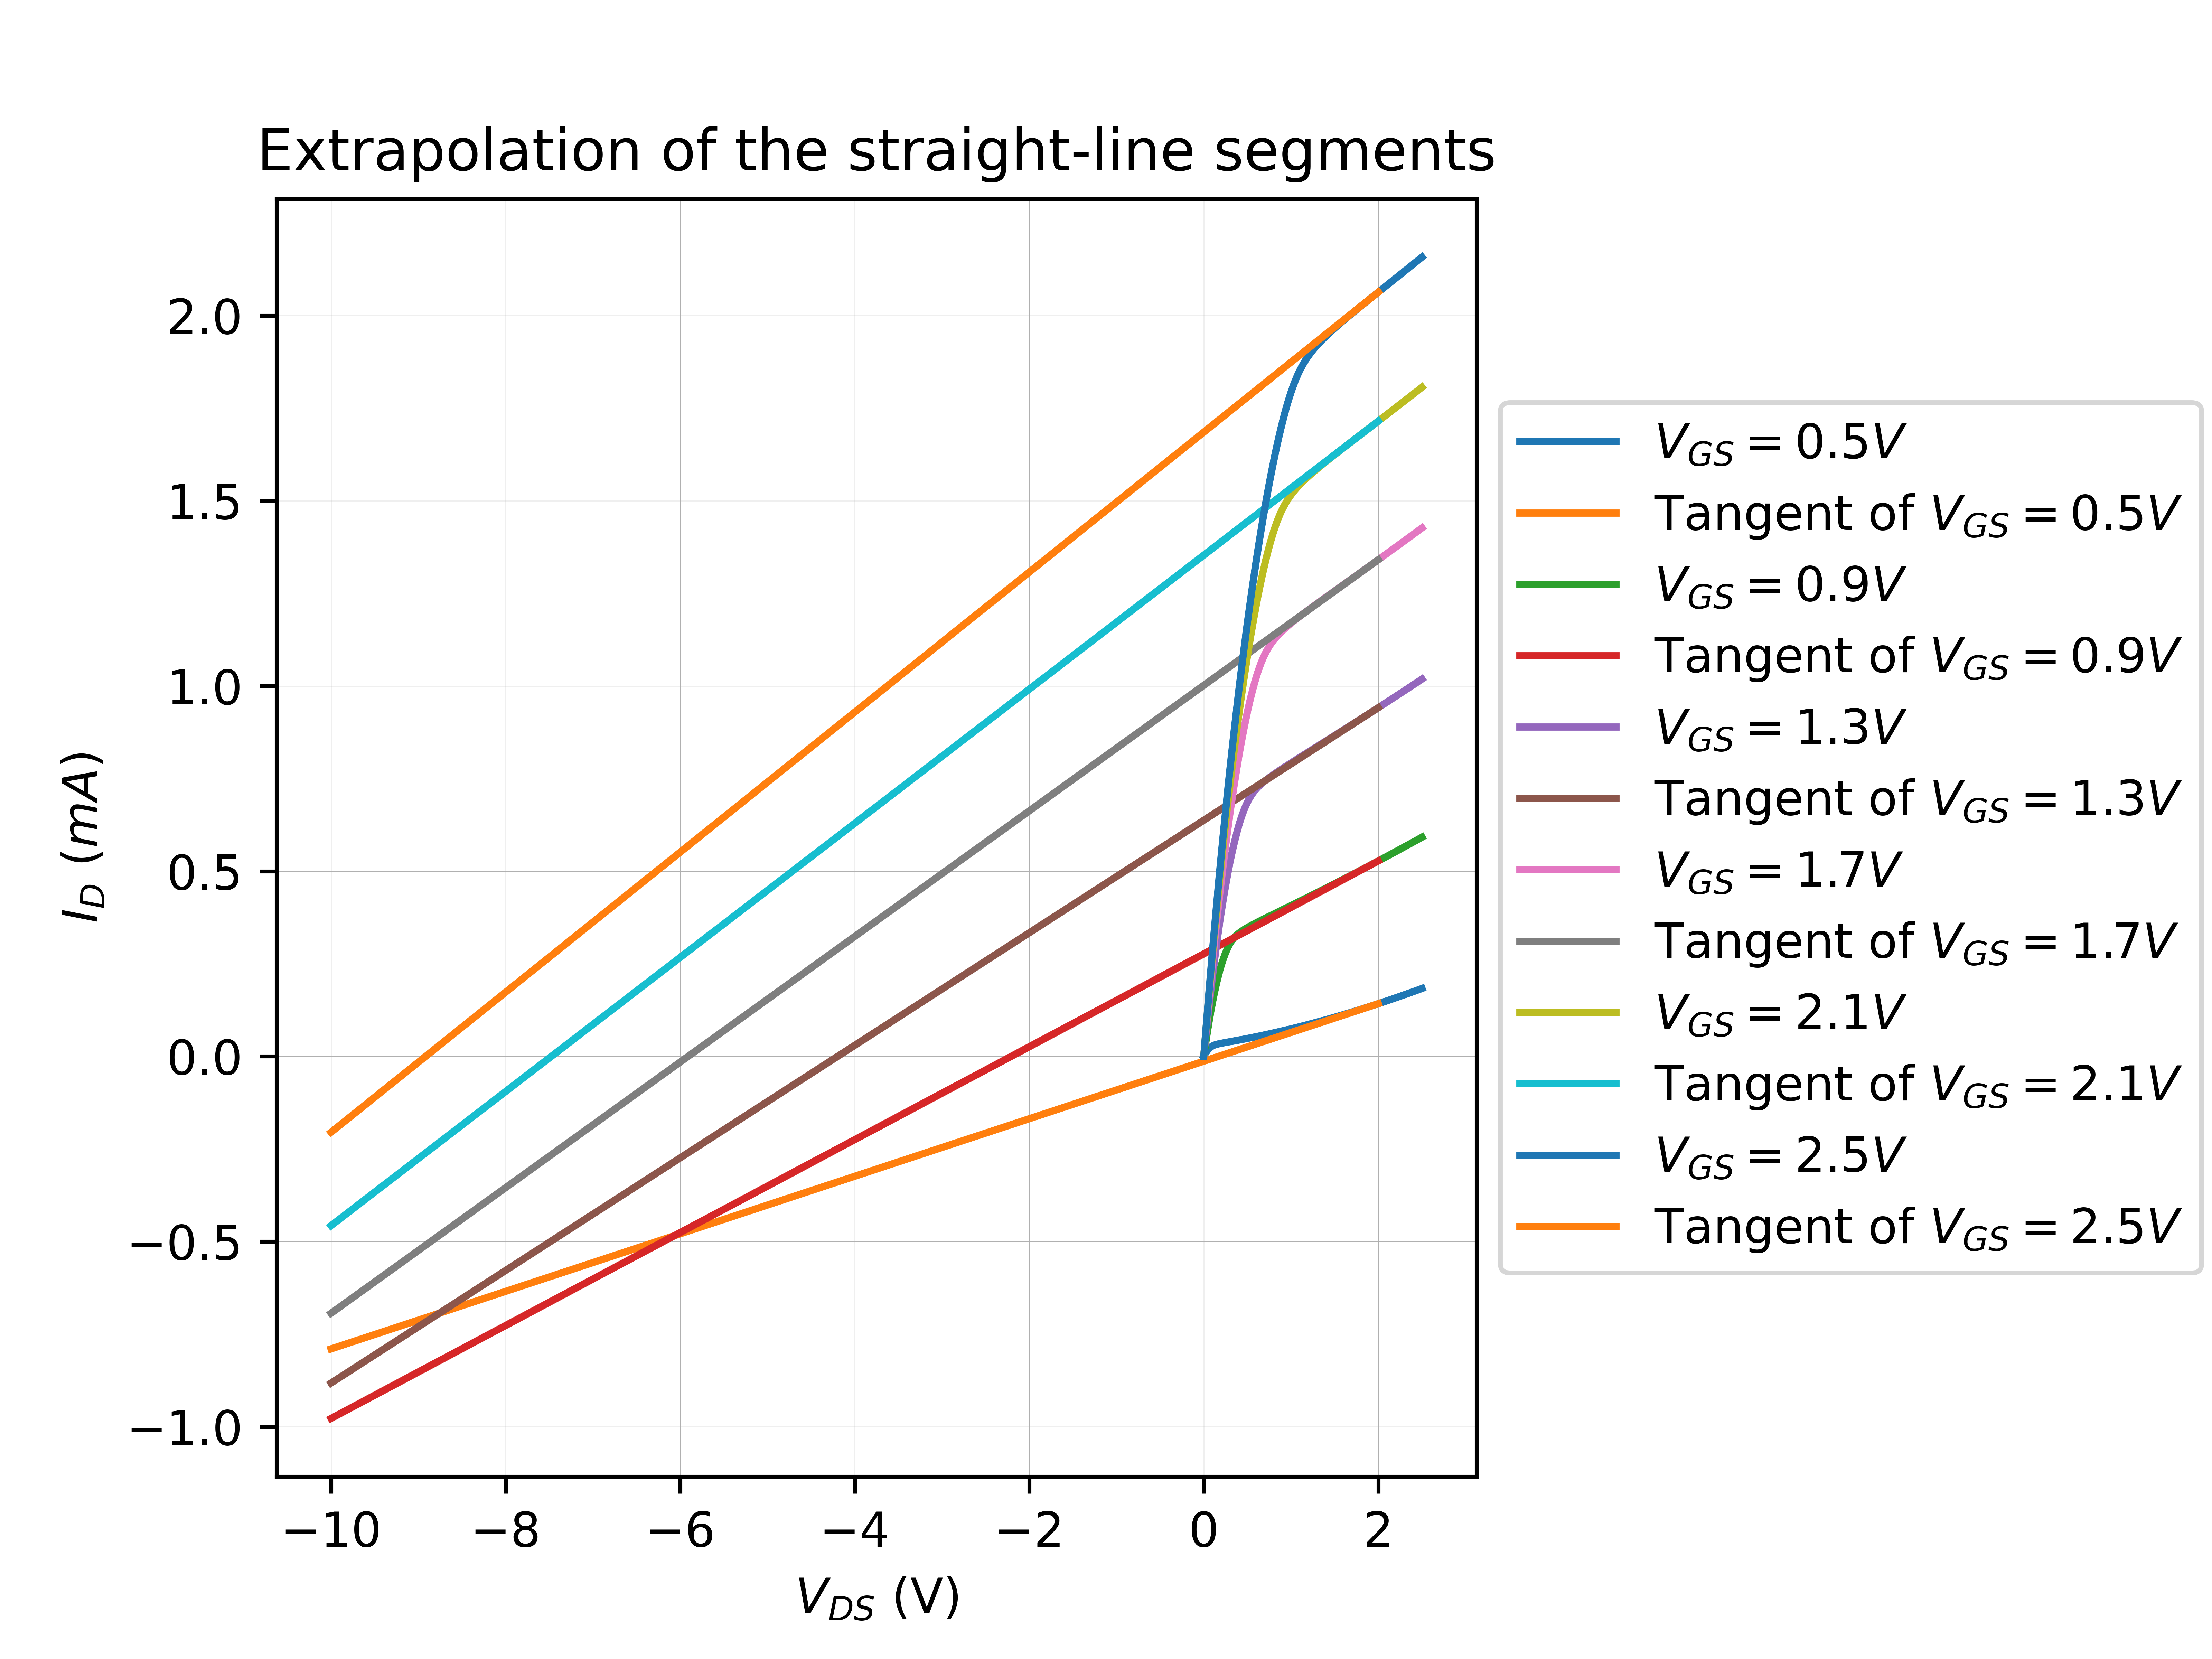 Extrapolation of the straight-line segments
2.0
1.5
1.0
0.5
0.0
−0.5
−1.0
I_D (mA)
−10 −8 −6 −4 −2 0 2
V_DS (V)
V_GS = 0.5V
Tangent of V_GS = 0.5V
V_GS = 0.9V
Tangent of V_GS = 0.9V
V_GS = 1.3V
Tangent of V_GS = 1.3V
V_GS = 1.7V
Tangent of V_GS = 1.7V
V_GS = 2.1V
Tangent of V_GS = 2.1V
V_GS = 2.5V
Tangent of V_GS = 2.5V